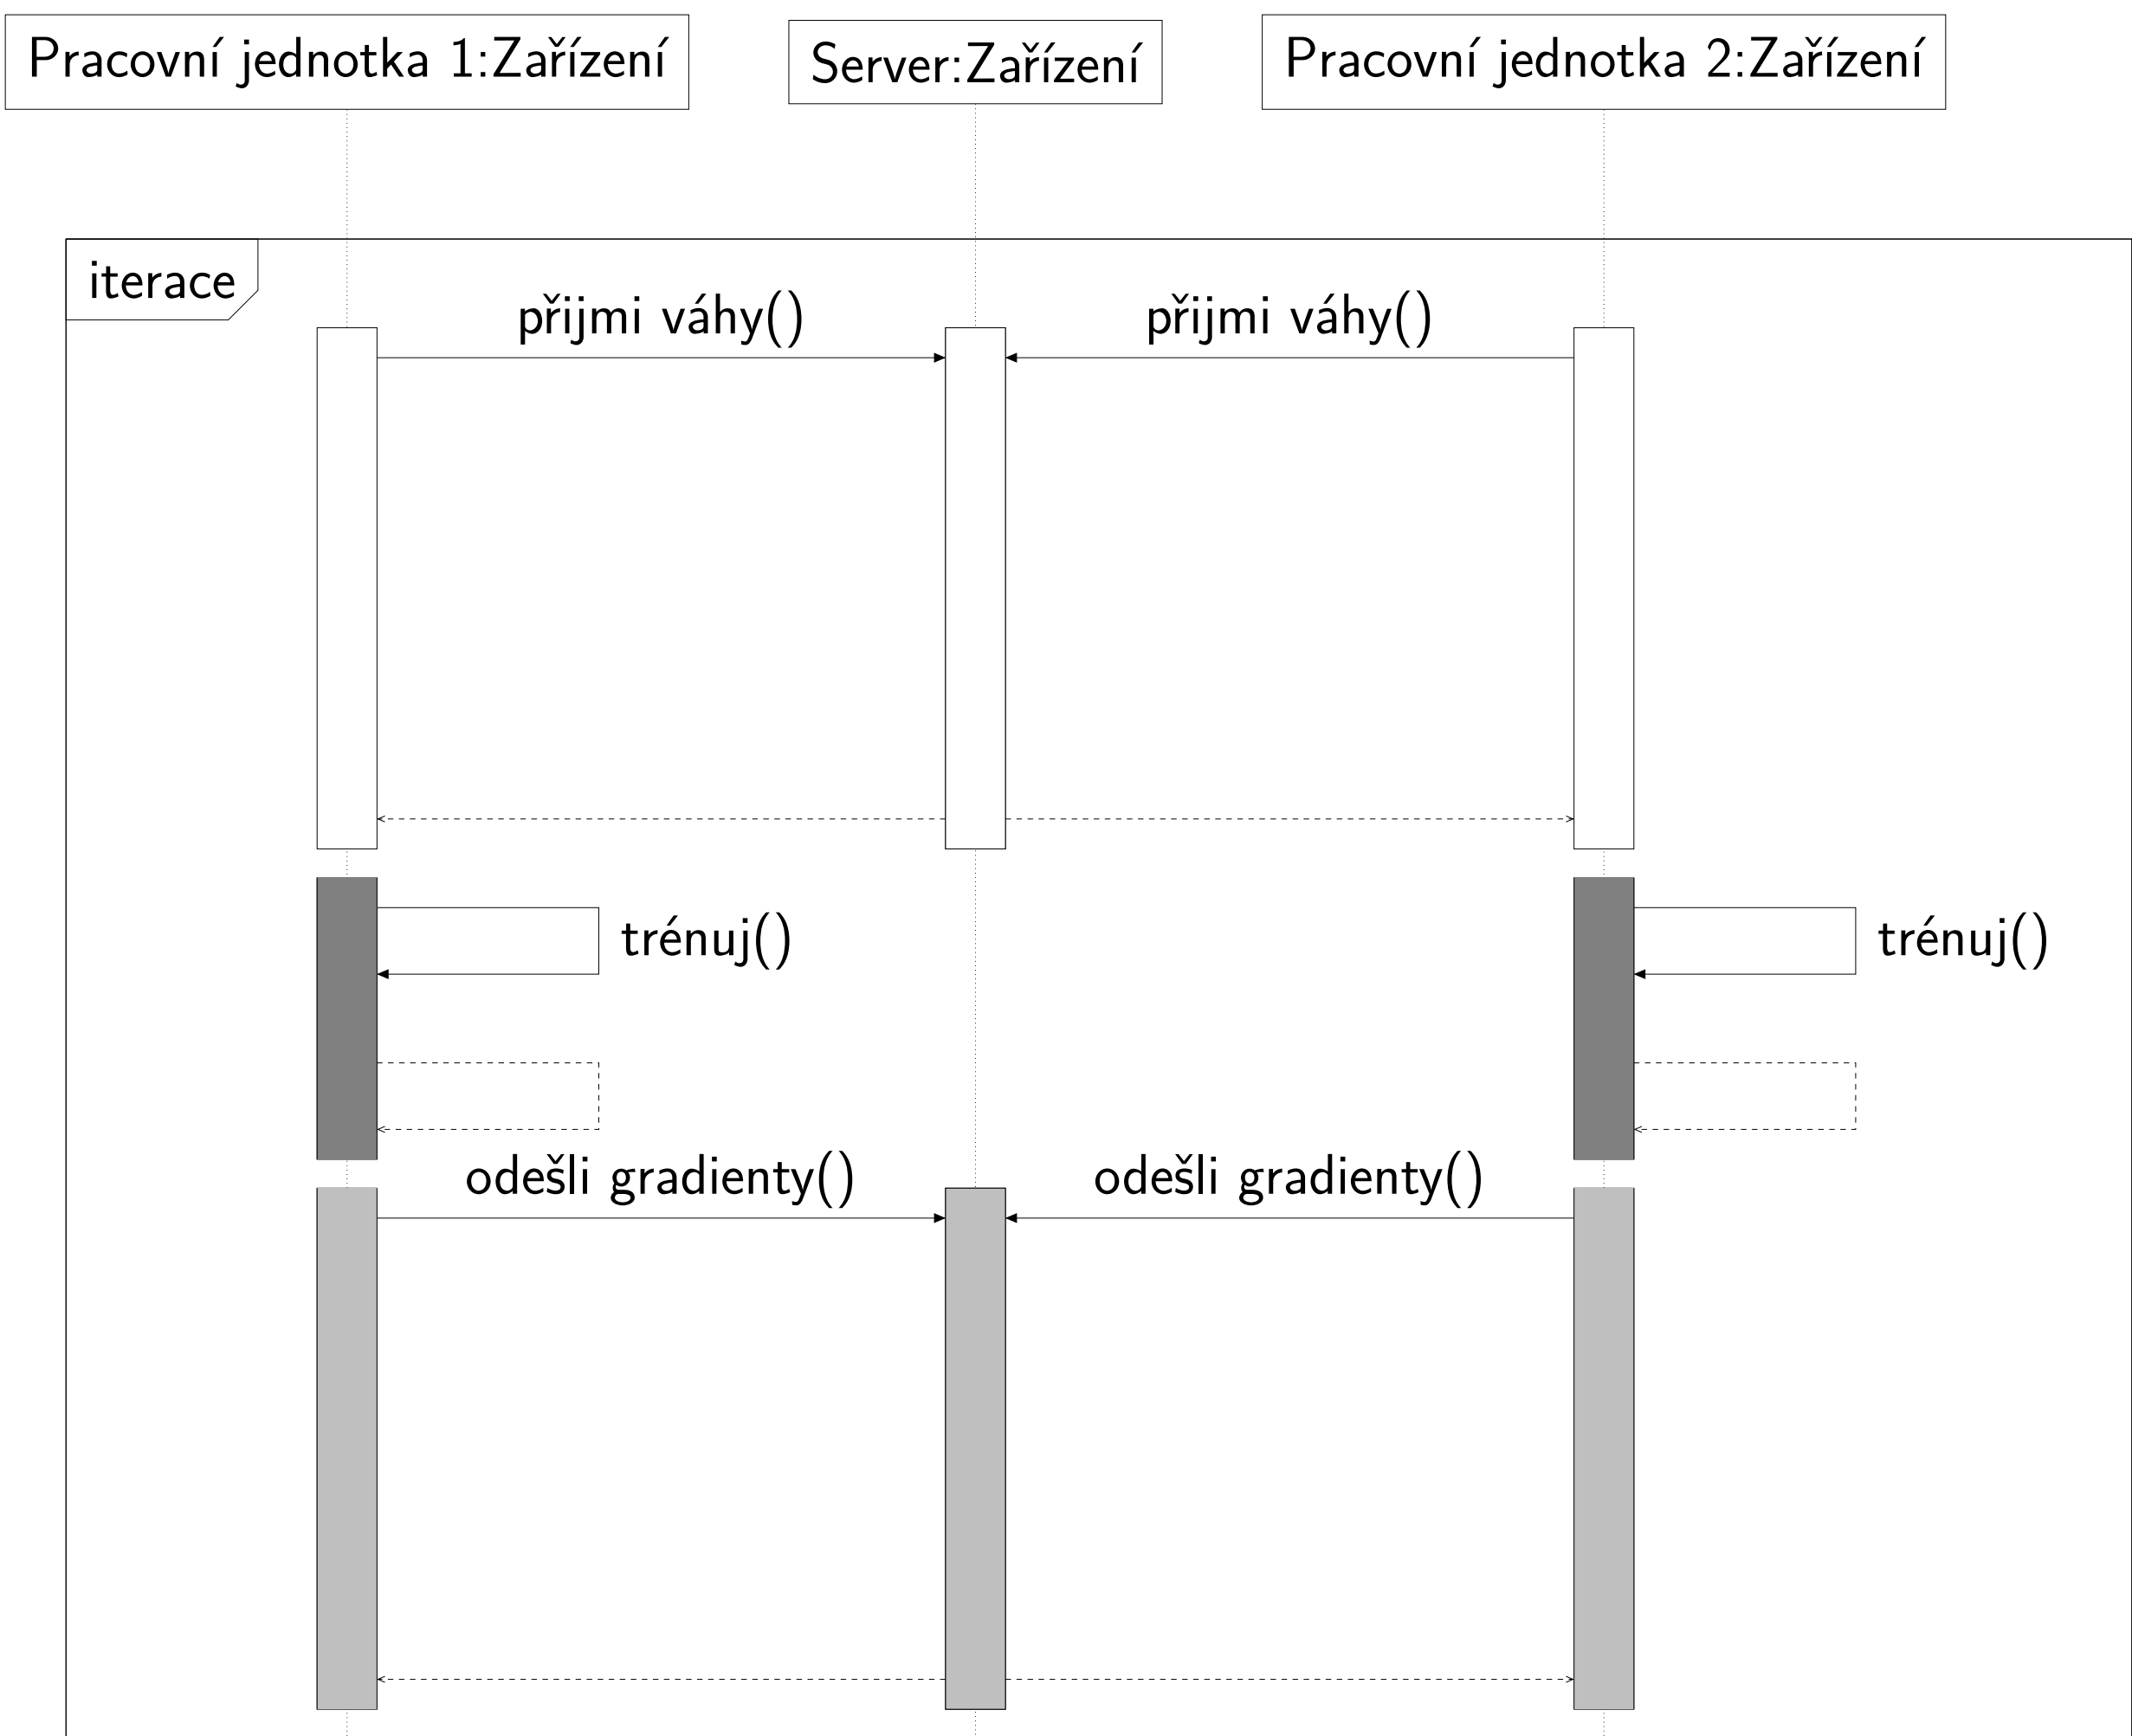 Pracovní jednotka 1:Zařízení
Server:Zařízení
Pracovní jednotka 2:Zařízení
iterace
přijmi váhy()
přijmi váhy()
trénuj()
trénuj()
odešli gradienty()
odešli gradienty()